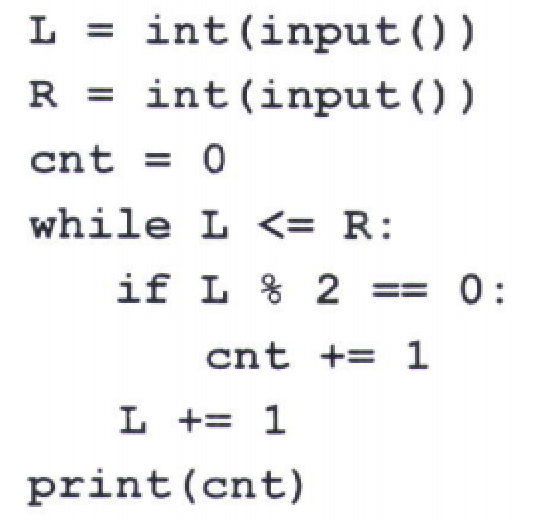 L = int(input())
R = int(input())
cnt = 0
while L <= R:
    if L % 2 == 0:
        cnt += 1
    L += 1
print(cnt)